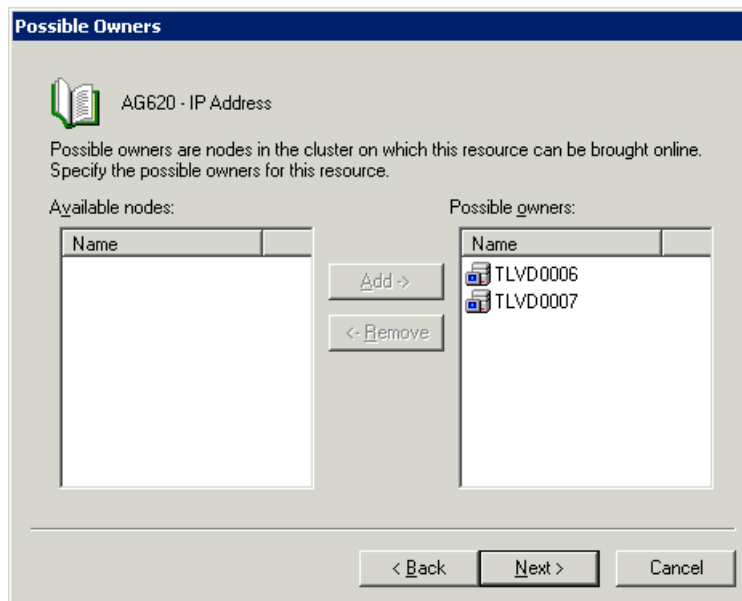 Possible Owners
AG620 - IP Address
Possible owners are nodes in the cluster on which this resource can be brought online.
Specify the possible owners for this resource.
Available nodes:
Possible owners:
Name
Name
Add ->
TLVD0006
TLVD0007
<- Remove
< Back
Next >
Cancel